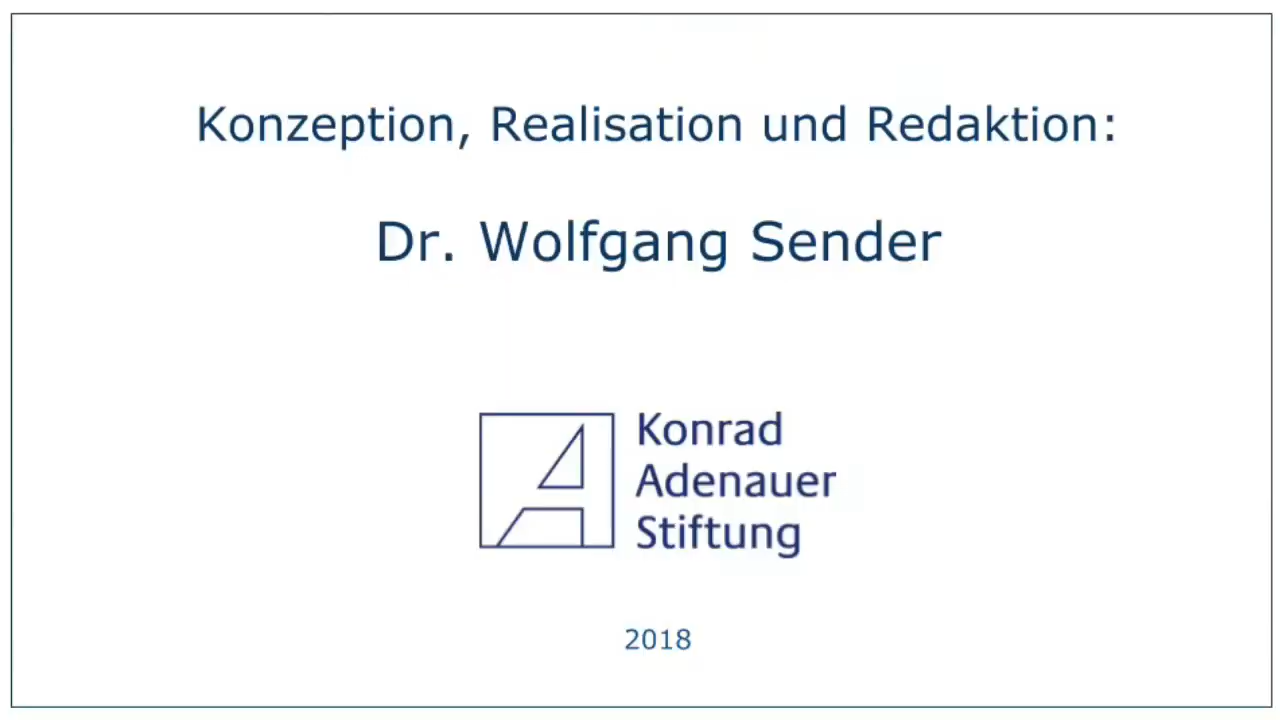 Konzeption, Realisation und Redaktion:
Dr. Wolfgang Sender
Konrad
Adenauer
Stiftung
2018